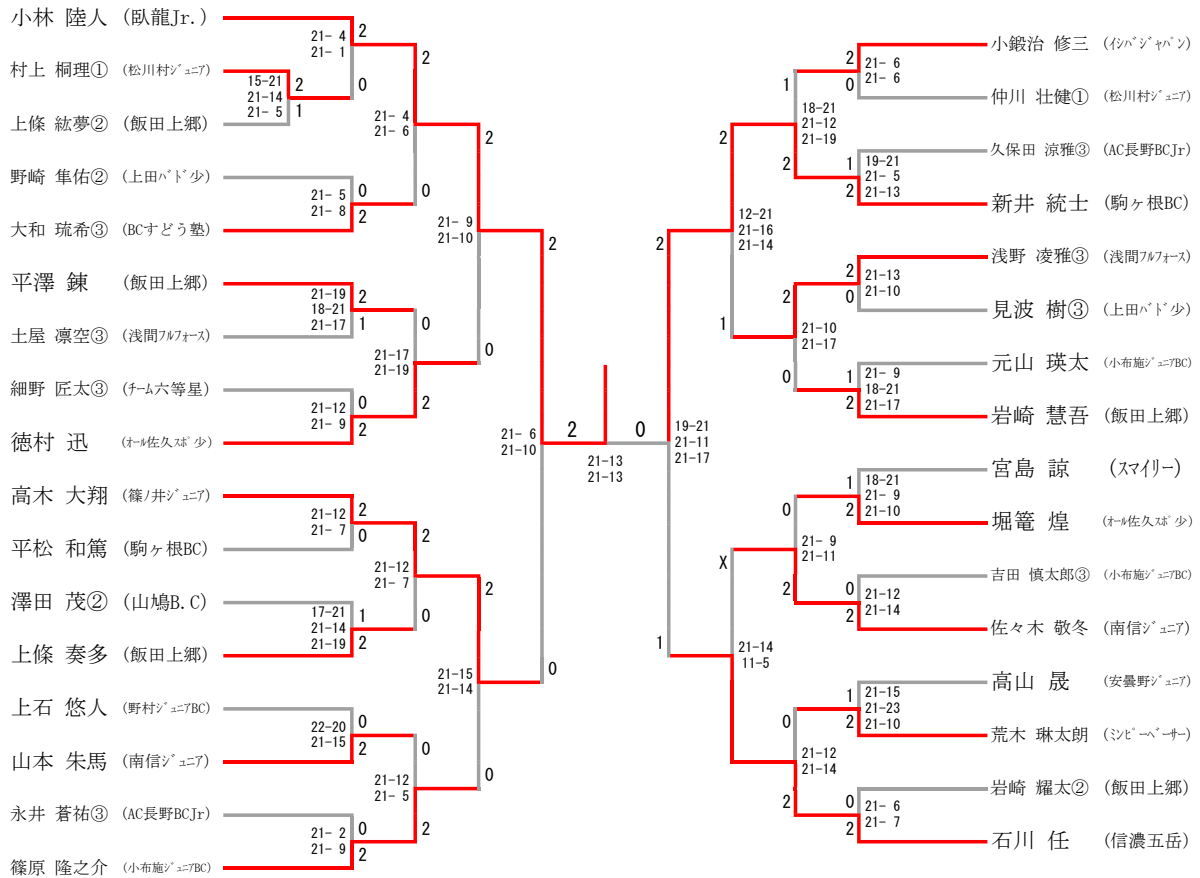 小林 陸人 (臥龍Jr.)
村上 桐理① (松川村ｼﾞｭﾆｱ)
上條 紘夢② (飯田上郷)
野崎 隼佑② (上田ﾊﾞﾄﾞ少)
大和 琉希③ (BCすどう塾)
平澤 錬 (飯田上郷)
土屋 凛空③ (浅間ﾌﾙﾌｫｰｽ)
細野 匠太③ (ﾁｰﾑ六等星)
徳村 迅 (ｵｰﾙ佐久ｽﾎﾟ少)
高木 大翔 (篠ﾉ井ｼﾞｭﾆｱ)
平松 和篤 (駒ヶ根BC)
澤田 茂② (山鳩B.C)
上條 奏多 (飯田上郷)
上石 悠人 (野村ｼﾞｭﾆｱBC)
山本 朱馬 (南信ｼﾞｭﾆｱ)
永井 蒼祐③ (AC長野BCJr)
篠原 隆之介 (小布施ｼﾞｭﾆｱBC)
15-21 2
21-14
21- 5 1
21- 4 2
21- 1
0
21- 5 0
21- 8 2
21-19 2
18-21
21-17 1
21-12 0
21- 9 2
21-12 2
21- 7 0
17-21 1
21-14
21-19 2
22-20 0
21-15 2
21- 2 0
21- 9 2
2
21- 4
21- 6
0
0
21-17
21-19
2
2
21-12
21- 7
0
0
21-12
21- 5
2
2
21- 9
21-10
0
2
21-15
21-14
0
2
21- 6
21-10
0
2 0
21-13
21-13
2
19-21
21-11
21-17
1
2
12-21
21-16
21-14
1
X
21-14
11-5
1
18-21
21-12
21-19
2
2
21-10
21-17
0
0
21- 9
21-11
2
0
21-12
21-14
2
2 21- 6
0 21- 6
1 19-21
21- 5
2 21-13
2 21-13
0 21-10
1 21- 9
18-21
2 21-17
1 18-21
21- 9
2 21-10
0 21-12
2 21-14
1 21-15
21-23
2 21-10
0 21- 6
2 21- 7
小鍛治 修三 (ｲｼﾊﾞｼﾞｬﾊﾟﾝ)
仲川 壮健① (松川村ｼﾞｭﾆｱ)
久保田 涼雅③ (AC長野BCJr)
新井 統士 (駒ヶ根BC)
浅野 凌雅③ (浅間ﾌﾙﾌｫｰｽ)
見波 樹③ (上田ﾊﾞﾄﾞ少)
元山 瑛太 (小布施ｼﾞｭﾆｱBC)
岩崎 慧吾 (飯田上郷)
宮島 諒 (スマイリー)
堀篭 煌 (ｵｰﾙ佐久ｽﾎﾟ少)
吉田 慎太郎③ (小布施ｼﾞｭﾆｱBC)
佐々木 敬冬 (南信ｼﾞｭﾆｱ)
高山 晟 (安曇野ｼﾞｭﾆｱ)
荒木 琳太朗 (ﾐﾝﾋﾟｰﾍﾞｰｻｰ)
岩崎 耀太② (飯田上郷)
石川 任 (信濃五岳)